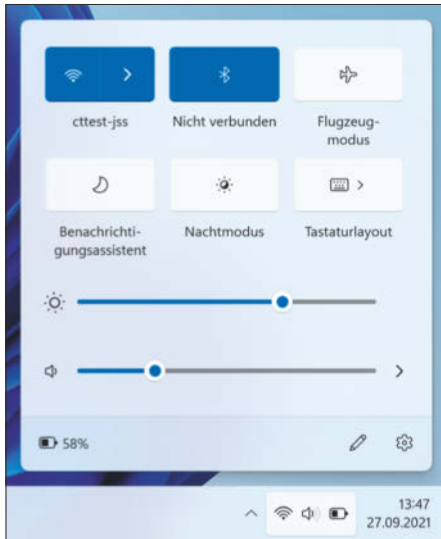 cttest-jss
Nicht verbunden
Flugzeug-
modus
Benachrichti-
gungsassistent
Nachtmodus
Tastaturlayout
58%
13:47
27.09.2021